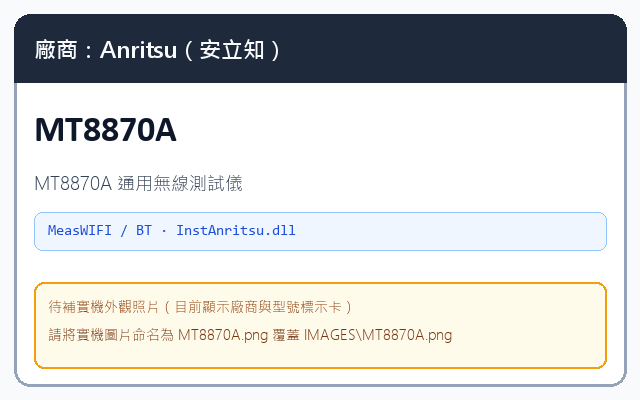 廠商：Anritsu（安立知）
MT8870A
MT8870A 通用無線測試儀
MeasWIFI / BT · InstAnritsu.dll
待補實機外觀照片（目前顯示廠商與型號標示卡）
請將實機圖片命名為 MT8870A.png 覆蓋 IMAGES\MT8870A.png